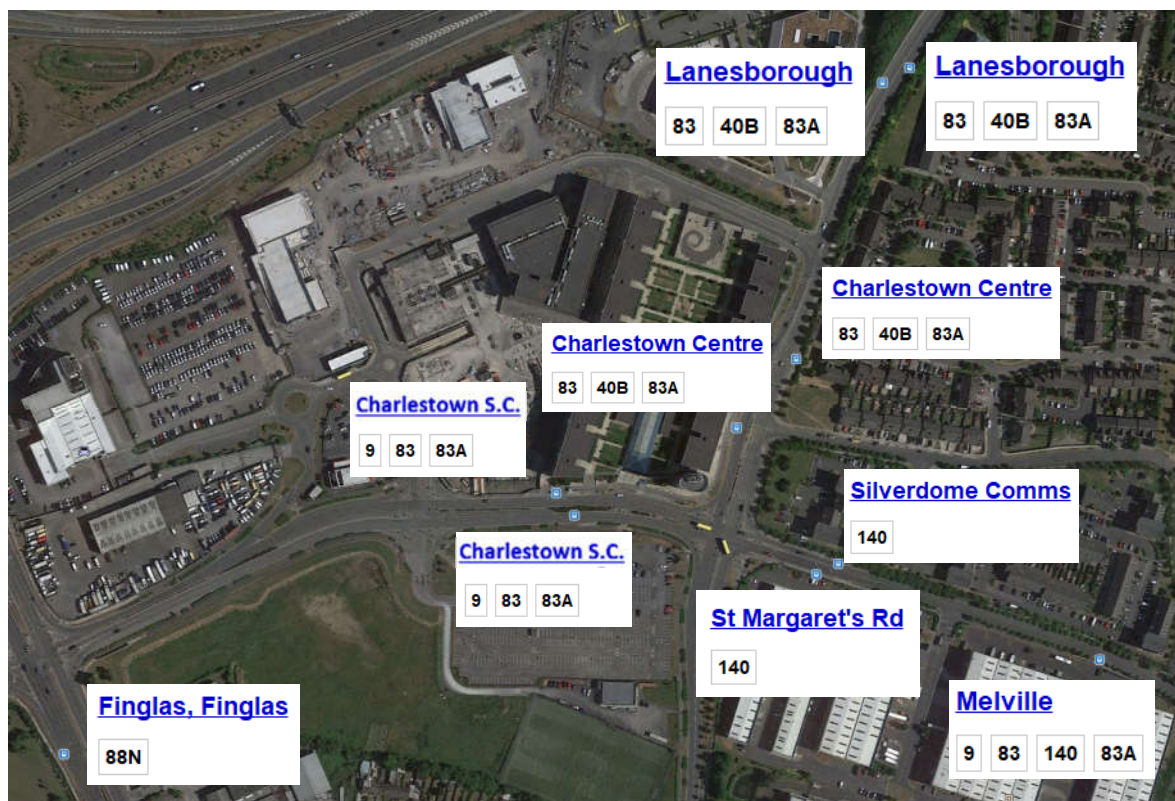 Lanesborough
83 40B 83A
Lanesborough
83 40B 83A
Charlestown Centre
83 40B 83A
Charlestown Centre
83 40B 83A
Charlestown S.C.
9 83 83A
Silverdome Comms
140
Charlestown S.C.
9 83 83A
St Margaret's Rd
140
Finglas, Finglas
88N
Melville
9 83 140 83A